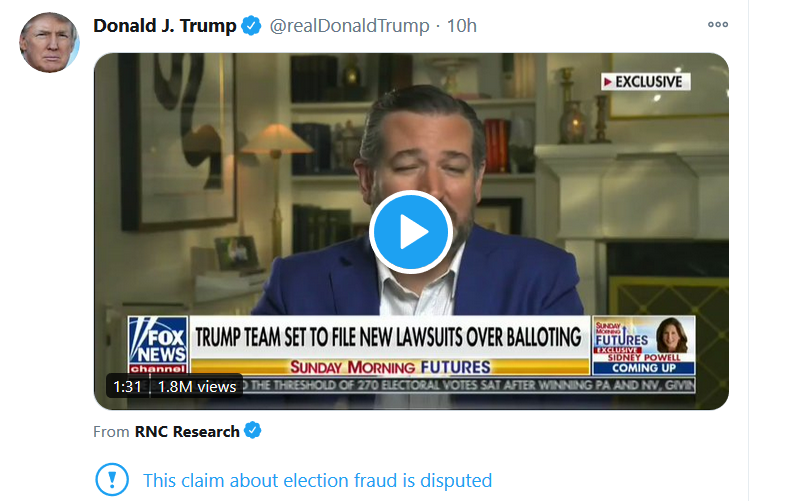 Donald J. Trump @realDonaldTrump · 10h
EXCLUSIVE
FOX
NEWS
channel
TRUMP TEAM SET TO FILE NEW LAWSUITS OVER BALLOTING
SUNDAY MORNING FUTURES
SUNDAY
MORNING
FUTURES
EXCLUSIVE
SIDNEY POWELL
COMING UP
1:31 1.8M views
O THE THRESHOLD OF 270 ELECTORAL VOTES SAT AFTER WINNING PA AND NV, GIVIN
From RNC Research
This claim about election fraud is disputed